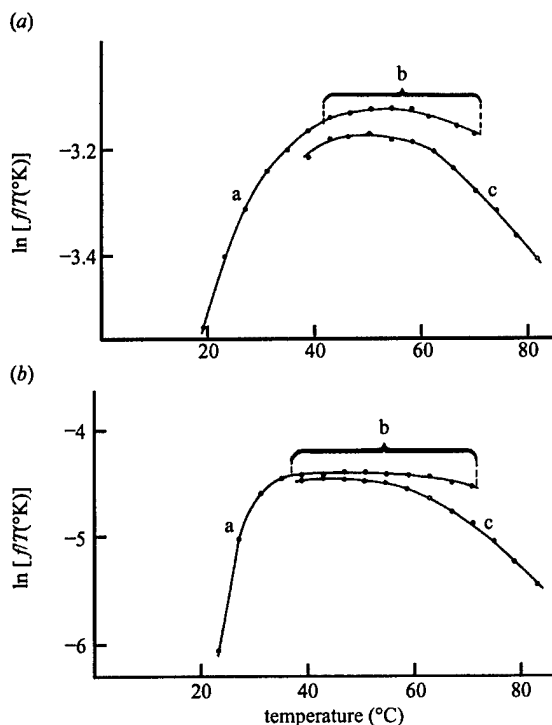 (a)
b
-3.2
a
c
-3.4
ln [f/T(°K)]
20 40 60 80
(b)
-4
b
a
-5
c
-6
ln [f/T(°K)]
20 40 60 80
temperature (°C)